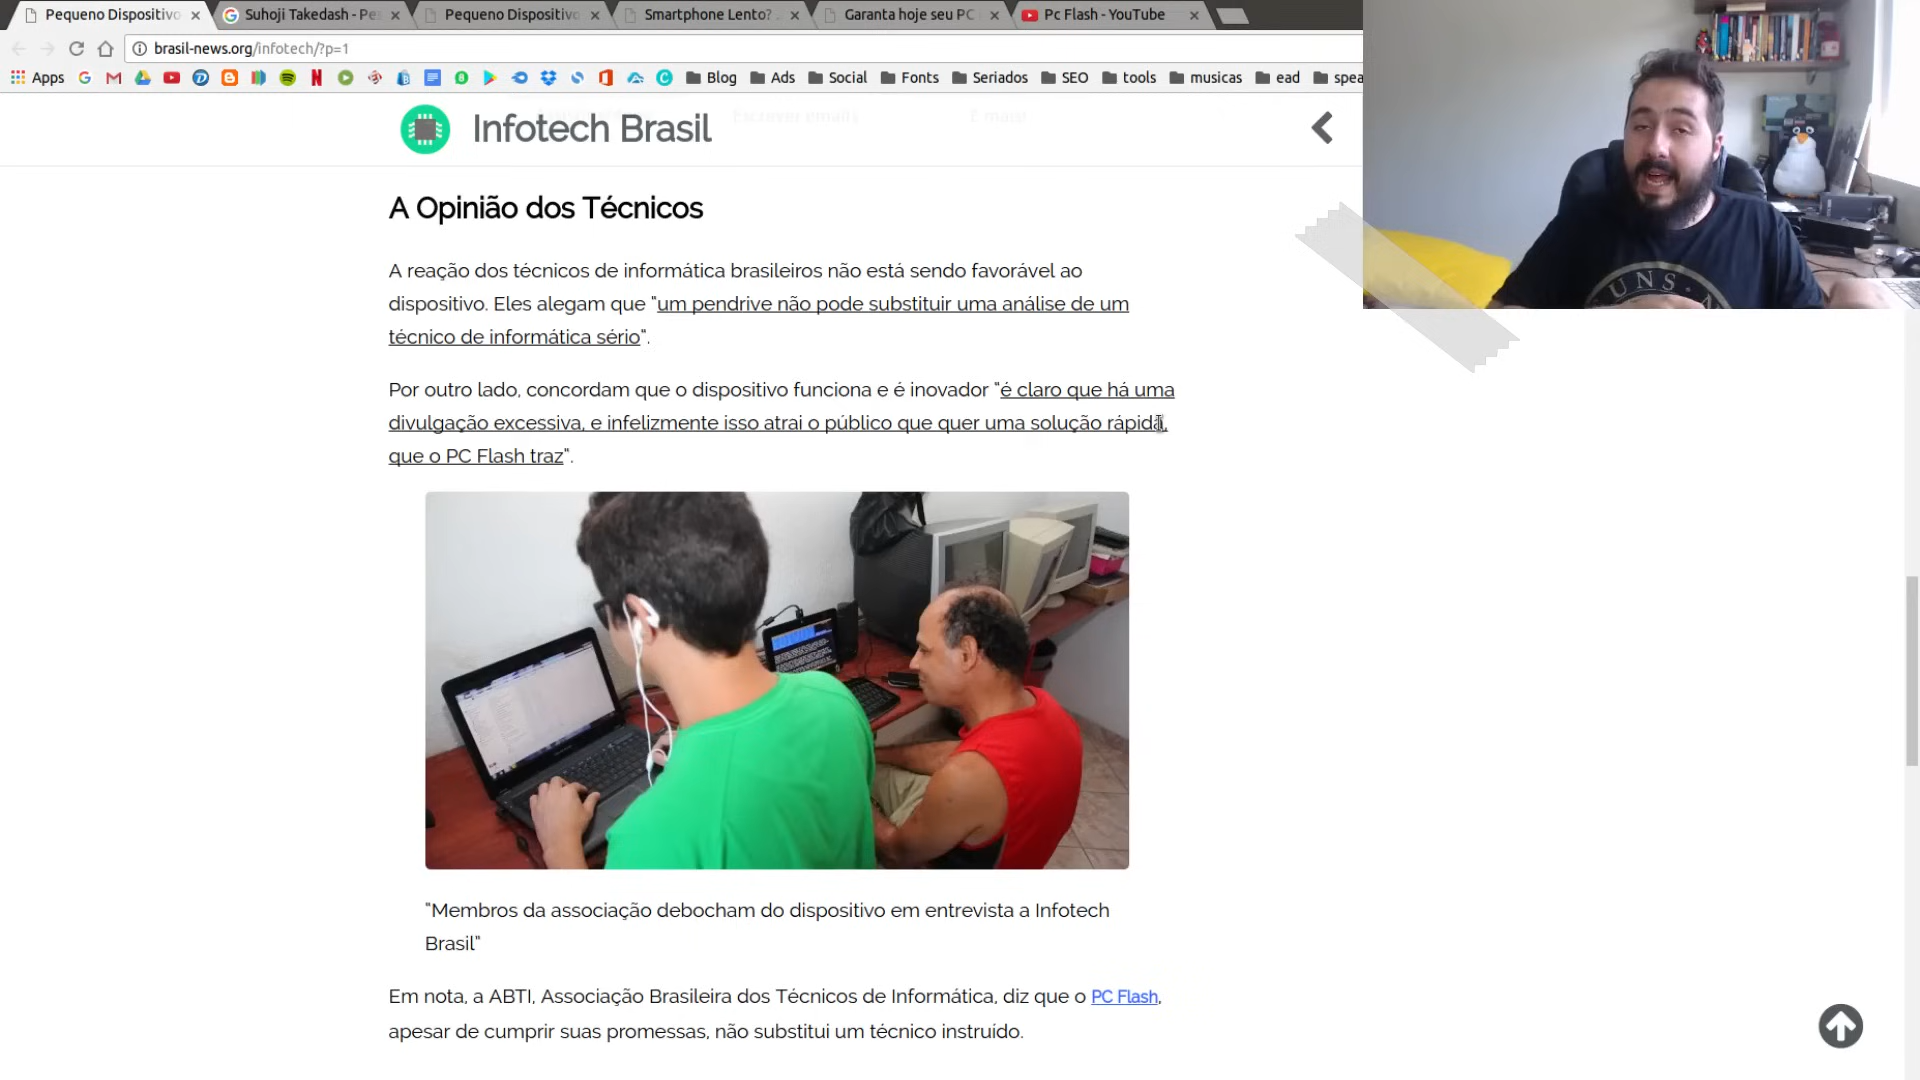 Pequeno Dispositivo
Suhoji Takedash - Pes
Pequeno Dispositivo
Smartphone Lento?
Garanta hoje seu PC
Pc Flash - YouTube
brasil-news.org/infotech/?p=1
Apps
Blog
Ads
Social
Fonts
Seriados
SEO
tools
musicas
ead
spea
Escrever emails
E mais!
Infotech Brasil
A Opinião dos Técnicos
A reação dos técnicos de informática brasileiros não está sendo favorável ao
dispositivo. Eles alegam que “um pendrive não pode substituir uma análise de um
técnico de informática sério”.
Por outro lado, concordam que o dispositivo funciona e é inovador “é claro que há uma
divulgação excessiva, e infelizmente isso atrai o público que quer uma solução rápida,
que o PC Flash traz”.
“Membros da associação debocham do dispositivo em entrevista a Infotech
Brasil”
Em nota, a ABTI, Associação Brasileira dos Técnicos de Informática, diz que o PC Flash,
apesar de cumprir suas promessas, não substitui um técnico instruído.